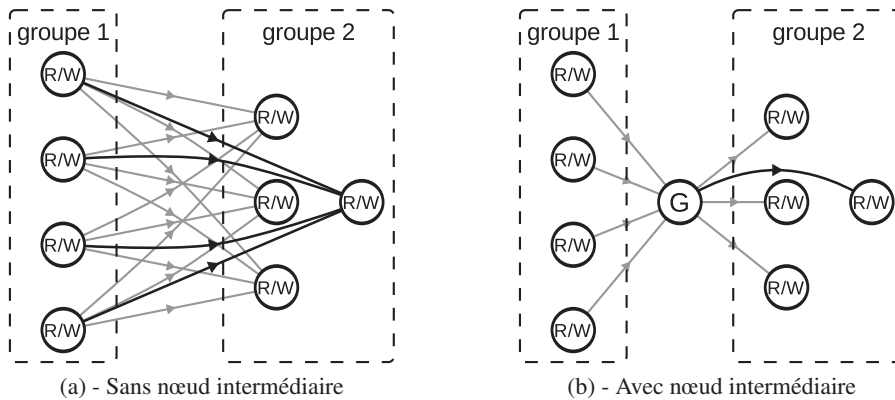 groupe 1
groupe 2
R/W
R/W
R/W
R/W
R/W
R/W
R/W
R/W
(a) - Sans nœud intermédiaire
groupe 1
groupe 2
R/W
R/W
R/W
R/W
G
R/W
R/W
R/W
R/W
(b) - Avec nœud intermédiaire